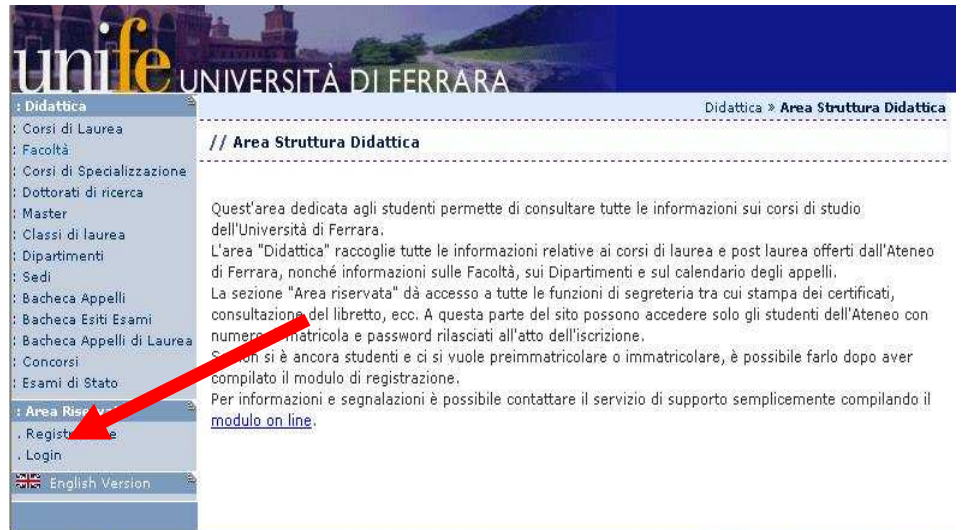 unife UNIVERSITÀ DI FERRARA
: Didattica
: Corsi di Laurea
: Facoltà
: Corsi di Specializzazione
: Dottorati di ricerca
: Master
: Classi di laurea
: Dipartimenti
: Sedi
: Bacheca Appelli
: Bacheca Esiti Esami
: Bacheca Appelli di Laurea
: Concorsi
: Esami di Stato
: Area
. Login
English Version
Didattica » Area Struttura Didattica
// Area Struttura Didattica
Quest'area dedicata agli studenti permette di consultare tutte le informazioni sui corsi di studio
dell'Università di Ferrara.
L'area "Didattica" raccoglie tutte le informazioni relative ai corsi di laurea e post laurea offerti dall'Ateneo
di Ferrara, nonché informazioni sulle Facoltà, sui Dipartimenti e sul calendario degli appelli.
La sezione "Area riservata" dà accesso a tutte le funzioni di segreteria tra cui stampa dei certificati,
consultazione del libretto, ecc. A questa parte del sito possono accedere solo gli studenti dell'Ateneo con
numero matricola e password rilasciati all'atto dell'iscrizione.
si è ancora studenti e ci si vuole preimmatricolare o immatricolare, è possibile farlo dopo aver
compilato il modulo di registrazione.
Per informazioni e segnalazioni è possibile contattare il servizio di supporto semplicemente compilando il
modulo on line.